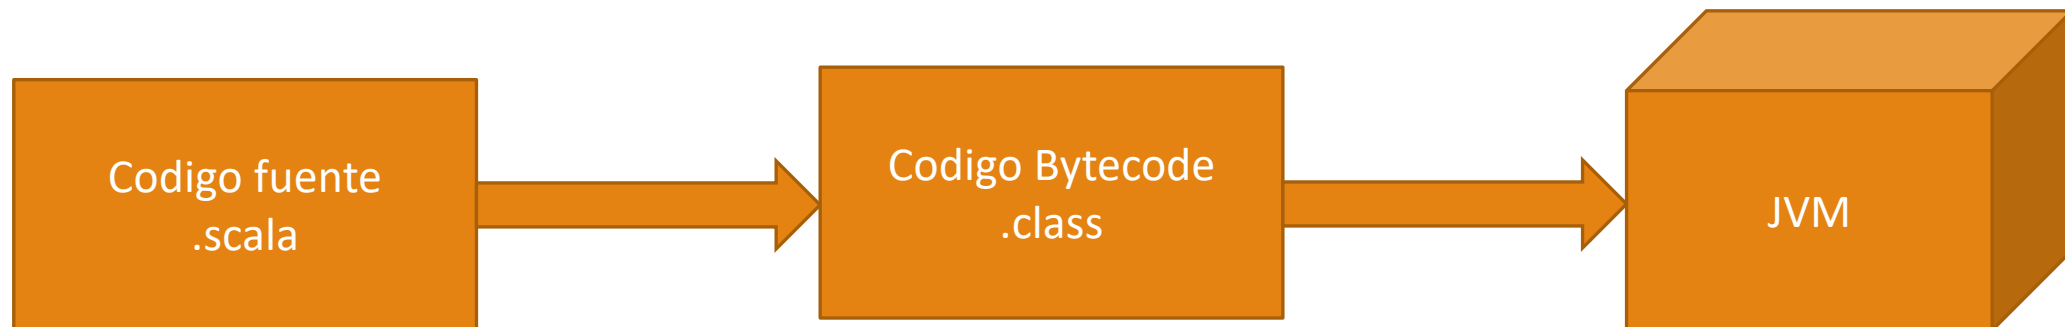 Codigo fuente
.scala
Codigo Bytecode
.class
JVM